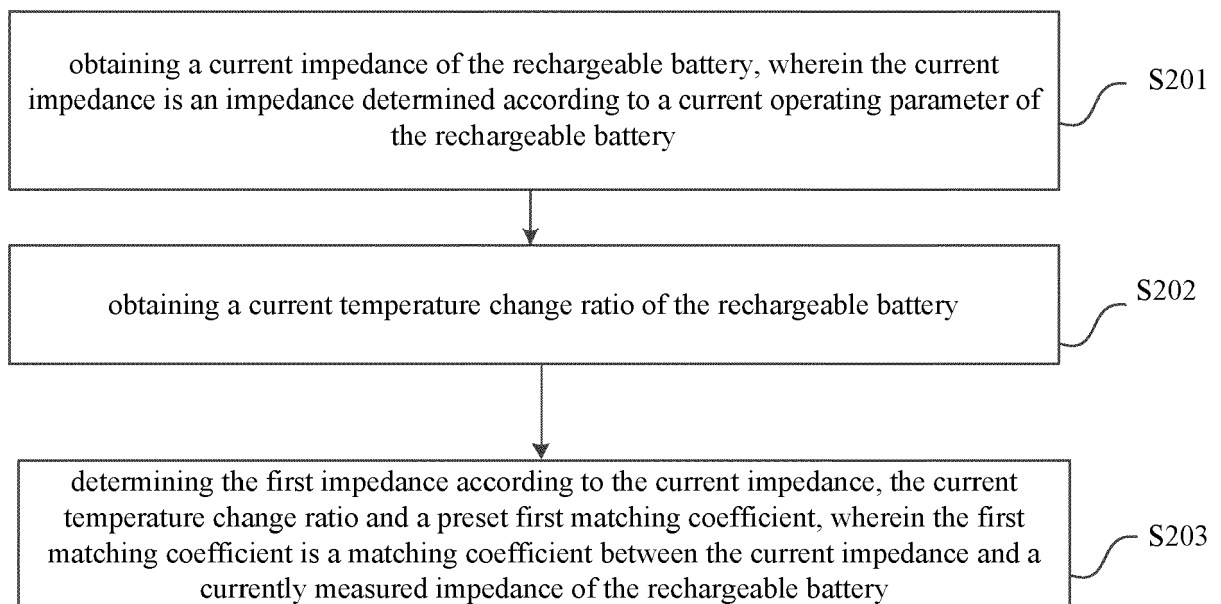 obtaining a current impedance of the rechargeable battery, wherein the current
impedance is an impedance determined according to a current operating parameter of
the rechargeable battery
S201
obtaining a current temperature change ratio of the rechargeable battery
S202
determining the first impedance according to the current impedance, the current
temperature change ratio and a preset first matching coefficient, wherein the first
matching coefficient is a matching coefficient between the current impedance and a
currently measured impedance of the rechargeable battery
S203